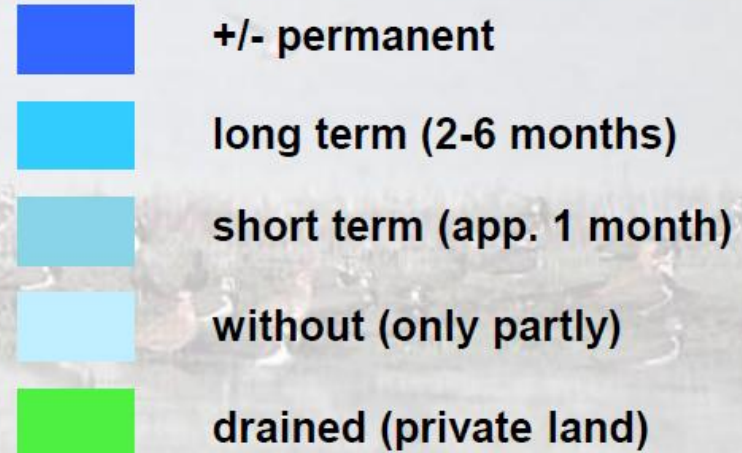 +/- permanent
long term (2-6 months)
short term (app. 1 month)
without (only partly)
drained (private land)